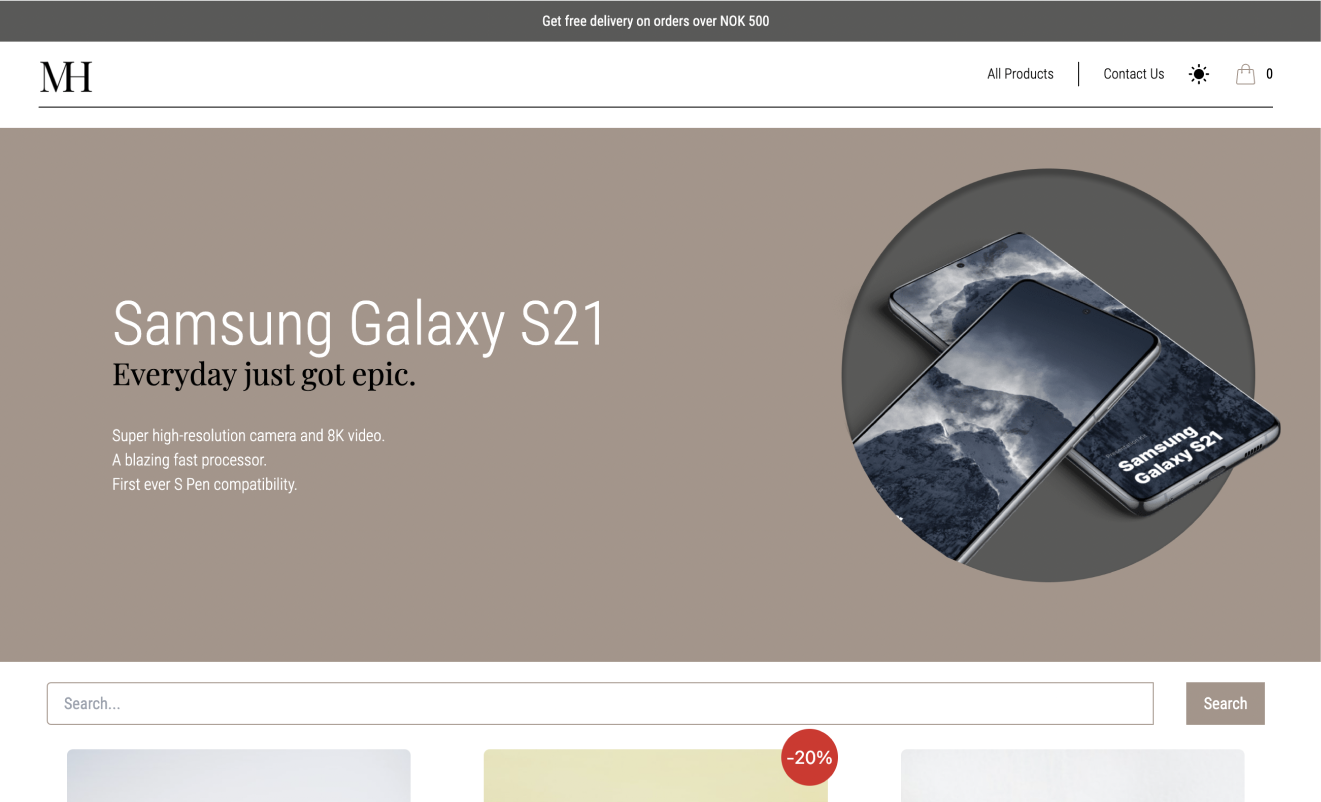 Get free delivery on orders over NOK 500
MH
All Products
Contact Us
0
Samsung Galaxy S21
Everyday just got epic.
Super high-resolution camera and 8K video.
A blazing fast processor.
First ever S Pen compatibility.
Samsung
Galaxy S21
Search...
Search
-20%